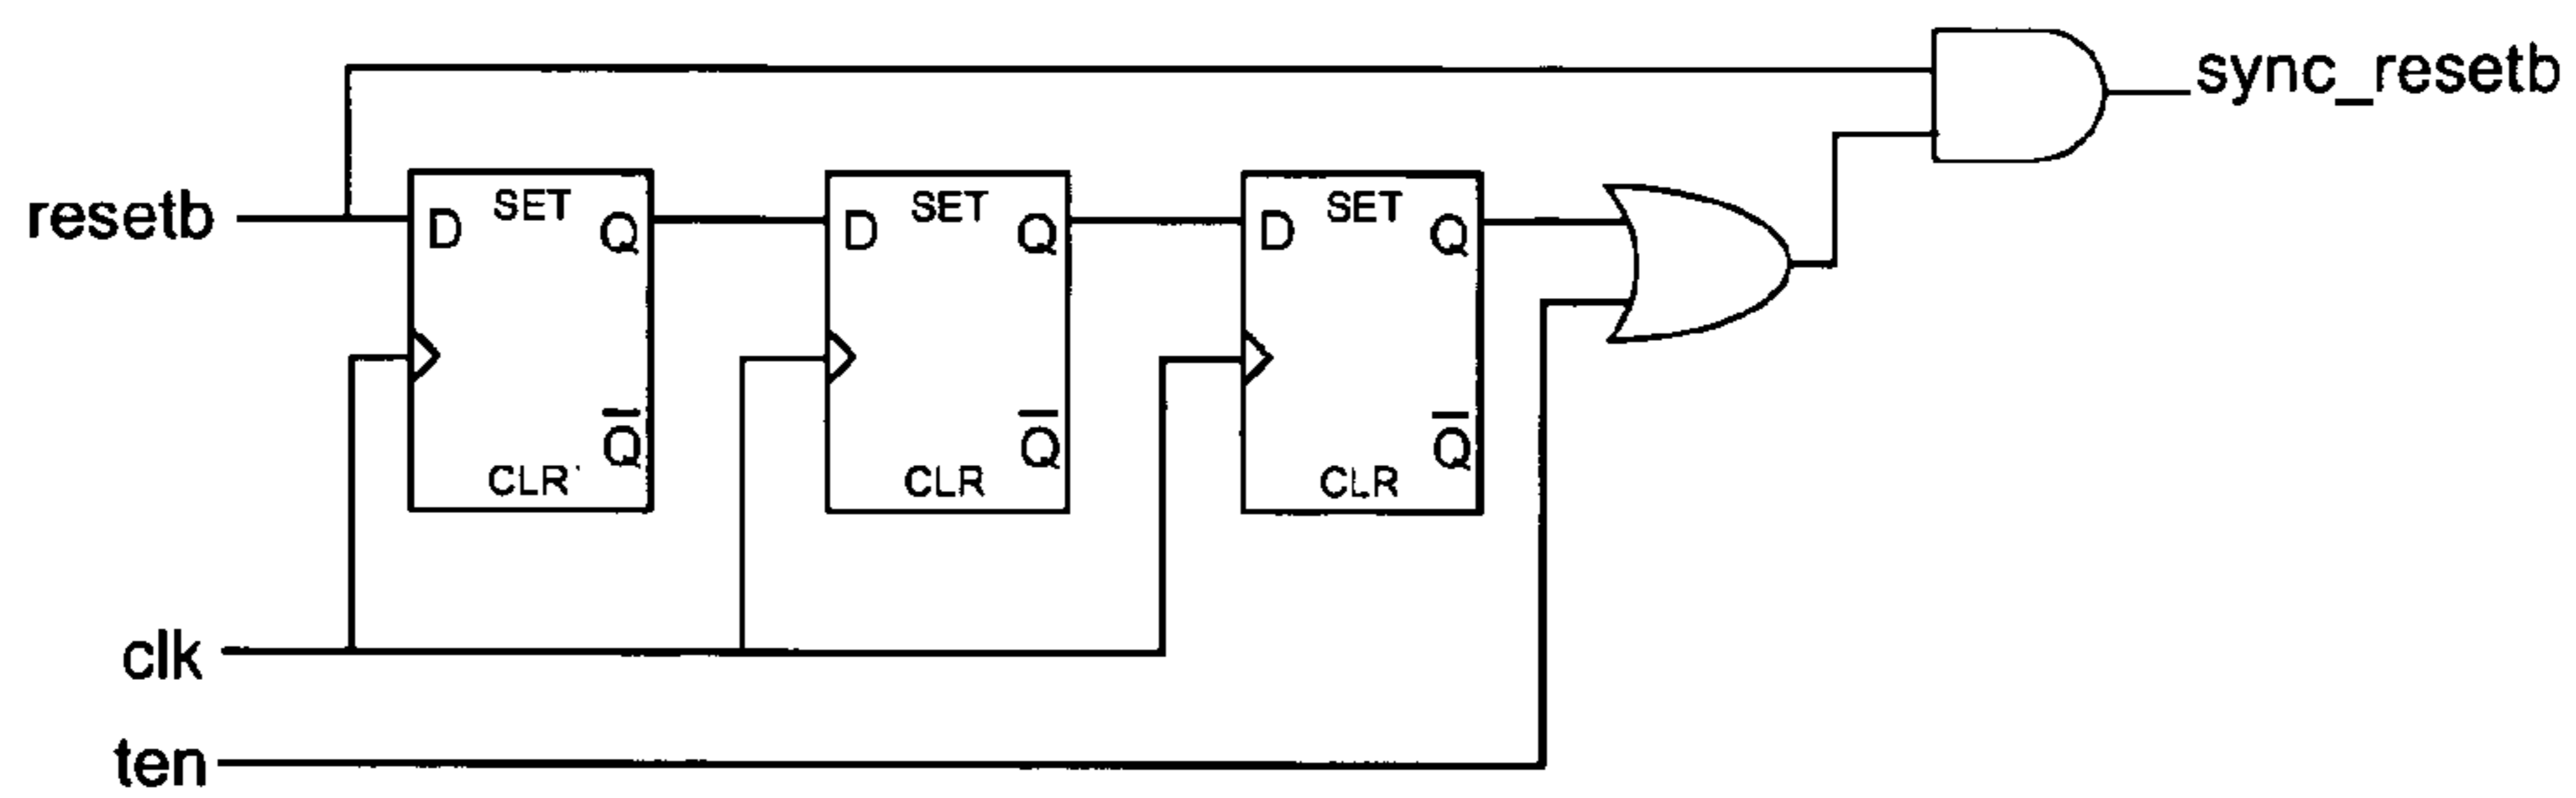 sync_resetb
resetb
SET
D
Q
Q̅
CLR
SET
D
Q
Q̅
CLR
SET
D
Q
Q̅
CLR
clk
ten